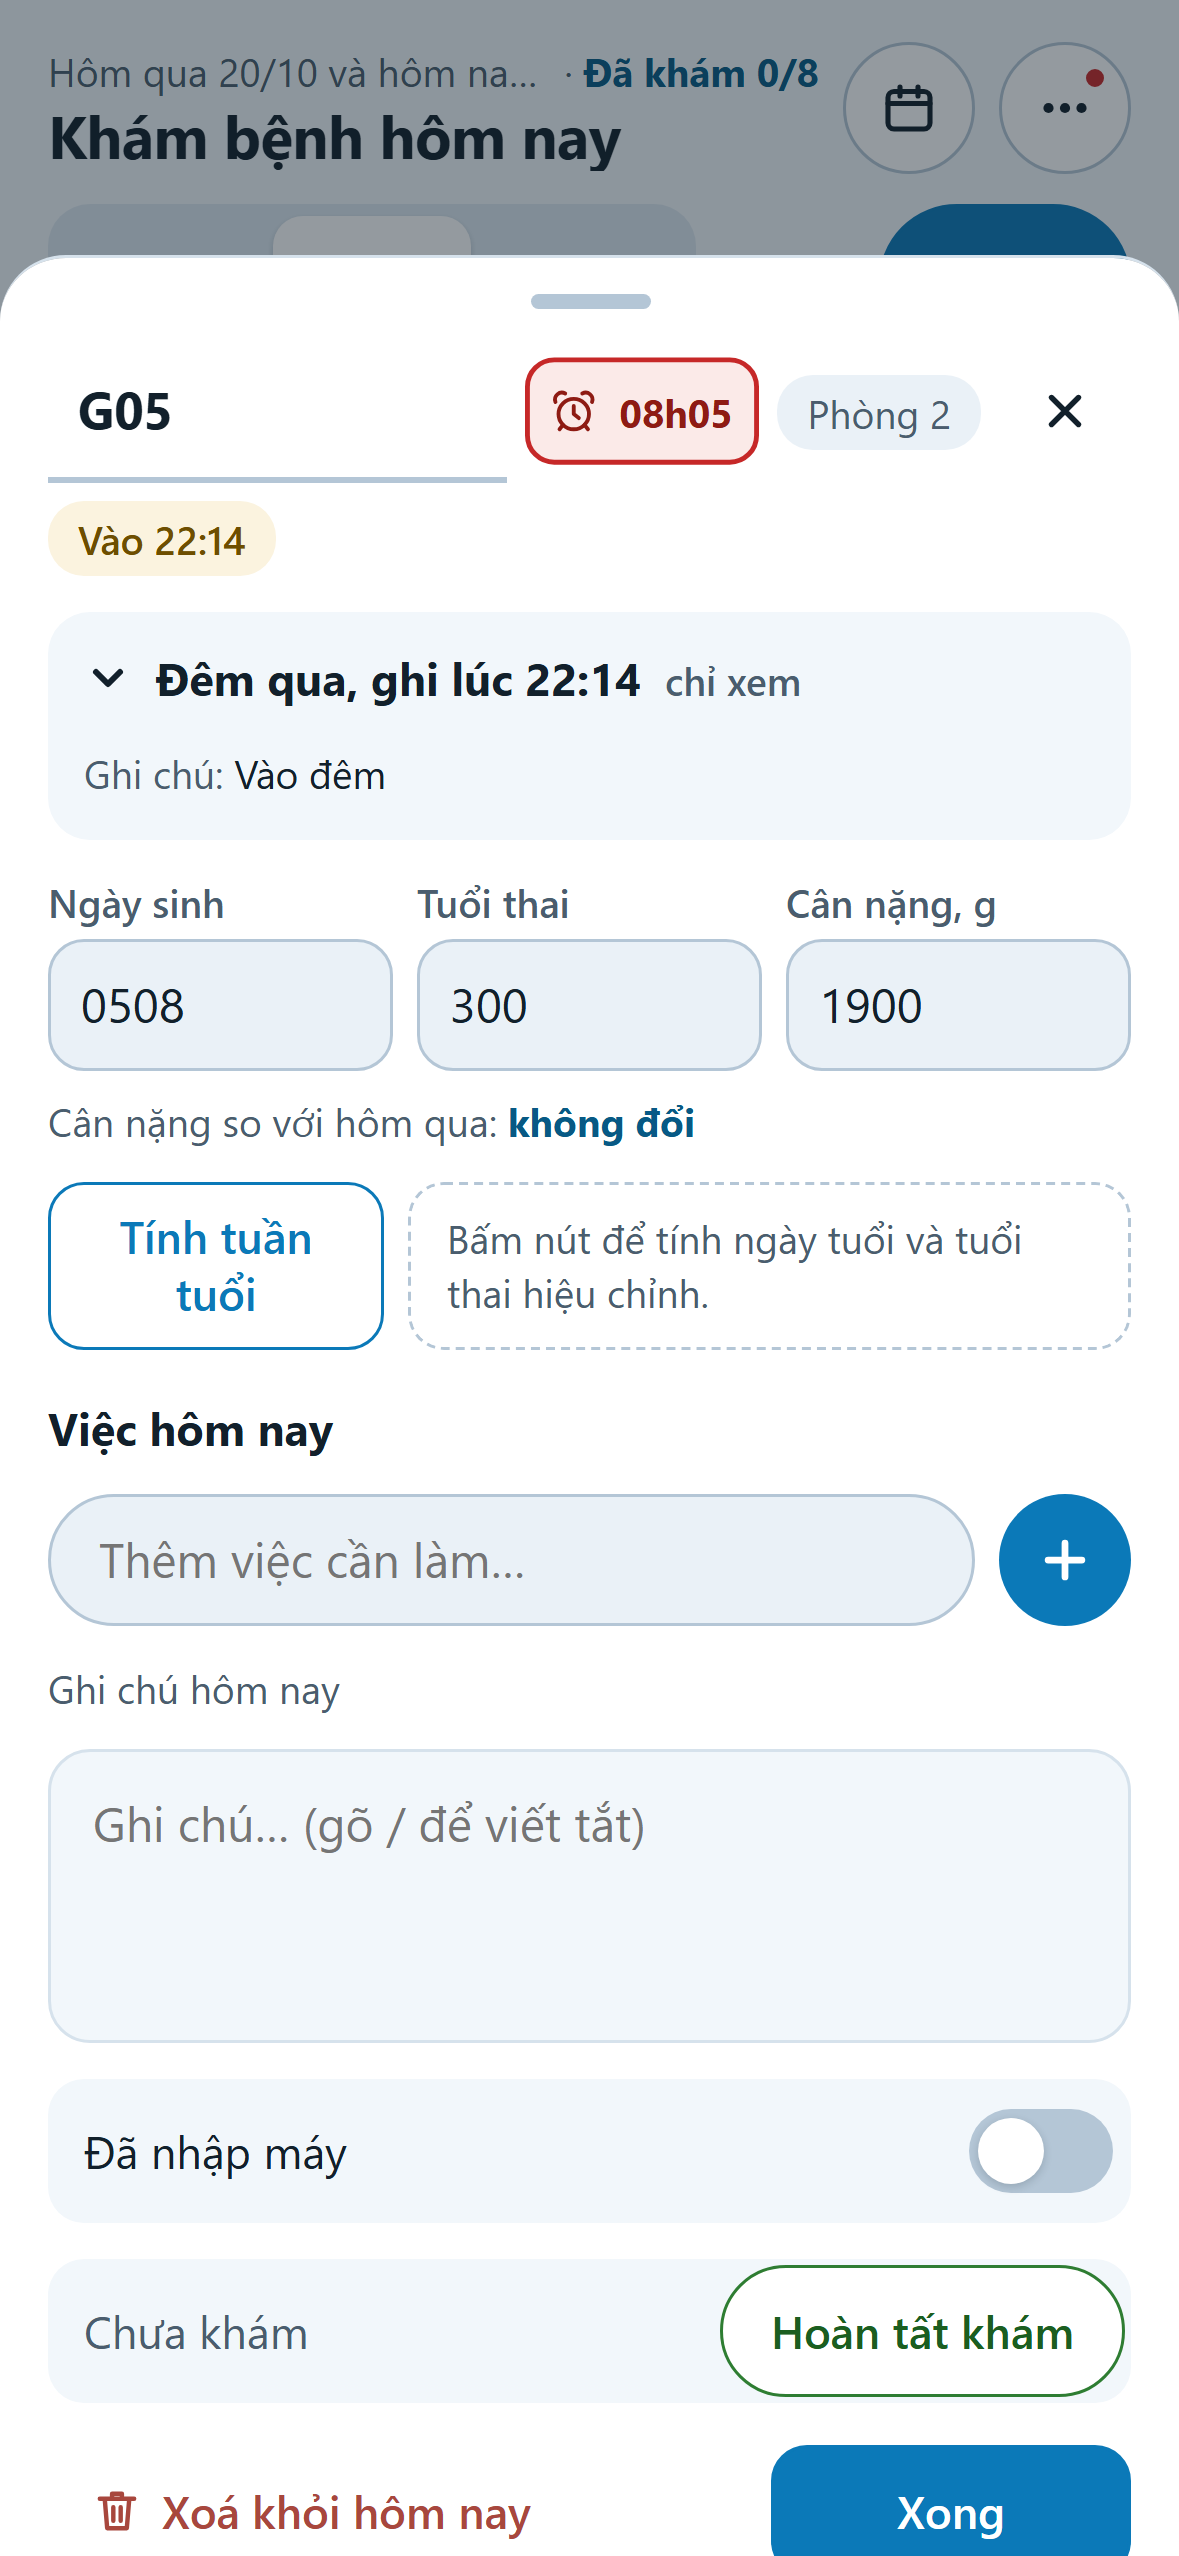 Hôm qua 20/10 và hôm na... · Đã khám 0/8
Khám bệnh hôm nay
G05
08h05
Phòng 2
Vào 22:14
Đêm qua, ghi lúc 22:14 chỉ xem
Ghi chú: Vào đêm
Ngày sinh Tuổi thai Cân nặng, g
0508 300 1900
Cân nặng so với hôm qua: không đổi
Tính tuần
tuổi
Bấm nút để tính ngày tuổi và tuổi
thai hiệu chỉnh.
Việc hôm nay
Thêm việc cần làm...
Ghi chú hôm nay
Ghi chú... (gõ / để viết tắt)
Đã nhập máy
Chưa khám
Hoàn tất khám
Xoá khỏi hôm nay
Xong